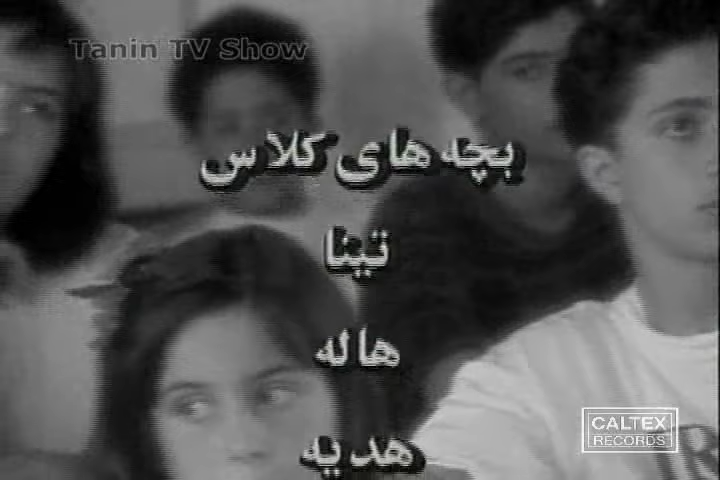 Tanin TV Show
بچه های کلاس
تینا
هاله
هدیه
CALTEX
RECORDS